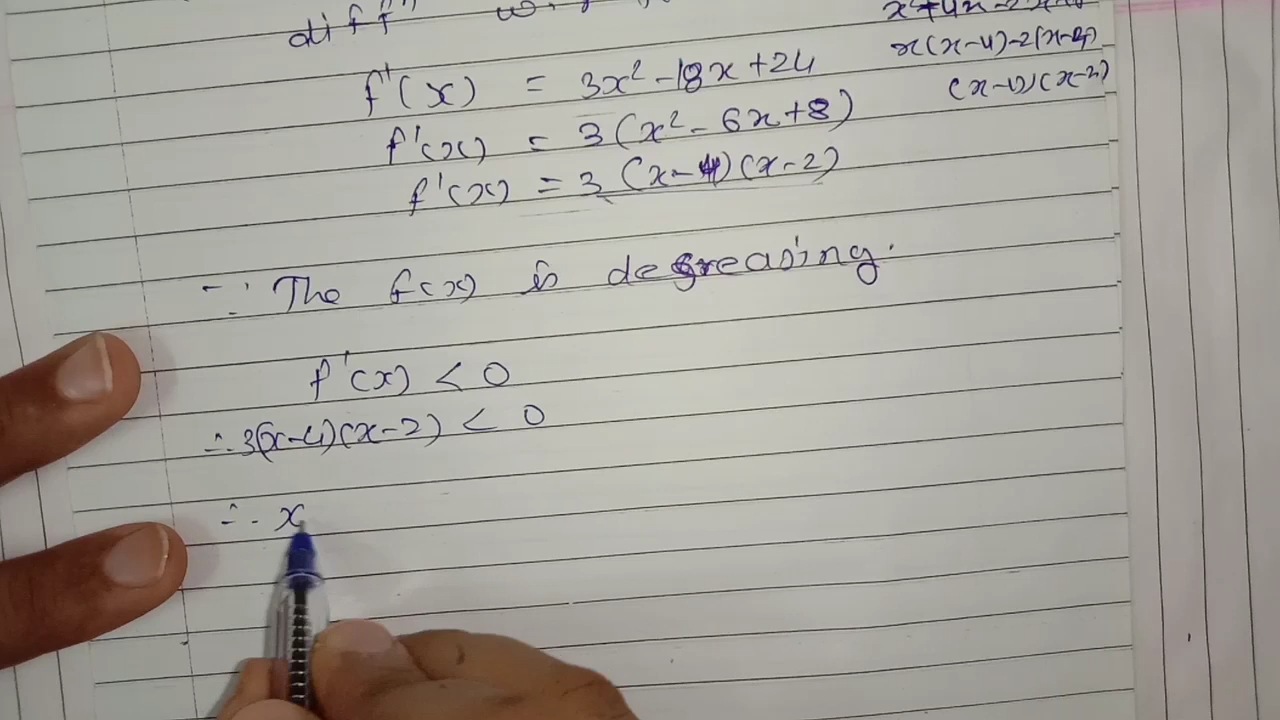 diff
f'(x) = 3x² - 18x + 24
f'(x) = 3(x² - 6x + 8)
f'(x) = 3 (x - 4)(x - 2)
x(x-4)-2(x-4)
(x-4)(x-2)
∵ The f(x) is decreasing.
f'(x) < 0
∴ 3(x-4)(x-2) < 0
∴ x